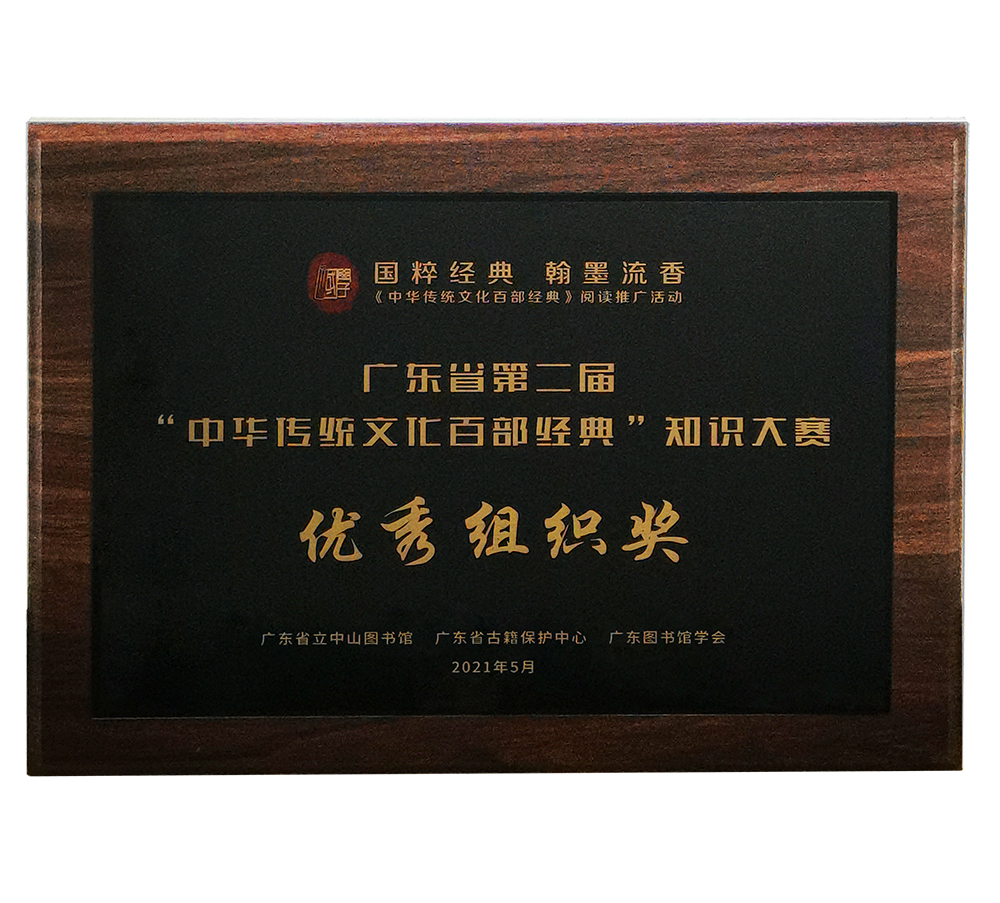 国学
国粹经典 翰墨流香
《中华传统文化百部经典》阅读推广活动
广东省第二届
“中华传统文化百部经典”知识大赛
优秀组织奖
广东省立中山图书馆 广东省古籍保护中心 广东图书馆学会
2021年5月